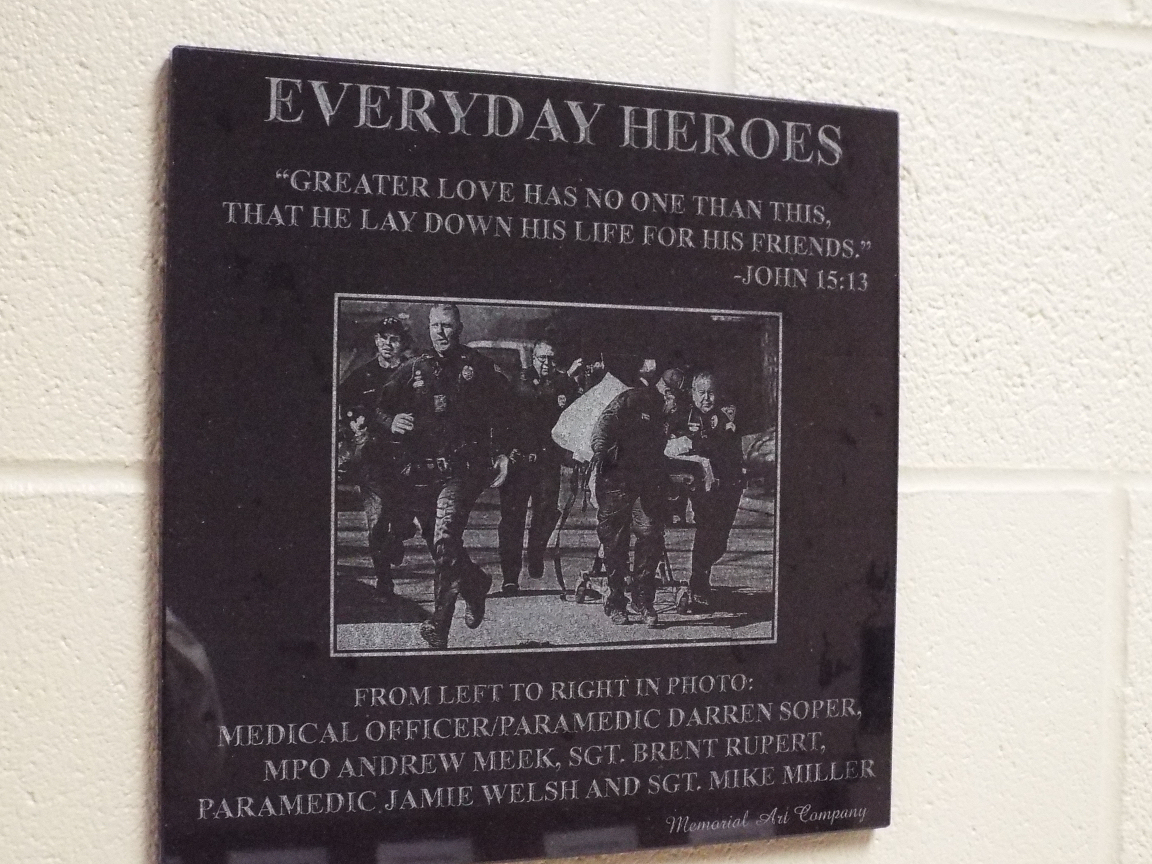 EVERYDAY HEROES
“GREATER LOVE HAS NO ONE THAN THIS,
THAT HE LAY DOWN HIS LIFE FOR HIS FRIENDS.”
-JOHN 15:13
FROM LEFT TO RIGHT IN PHOTO:
MEDICAL OFFICER/PARAMEDIC DARREN SOPER,
MPO ANDREW MEEK, SGT. BRENT RUPERT,
PARAMEDIC JAMIE WELSH AND SGT. MIKE MILLER
Memorial Art Company